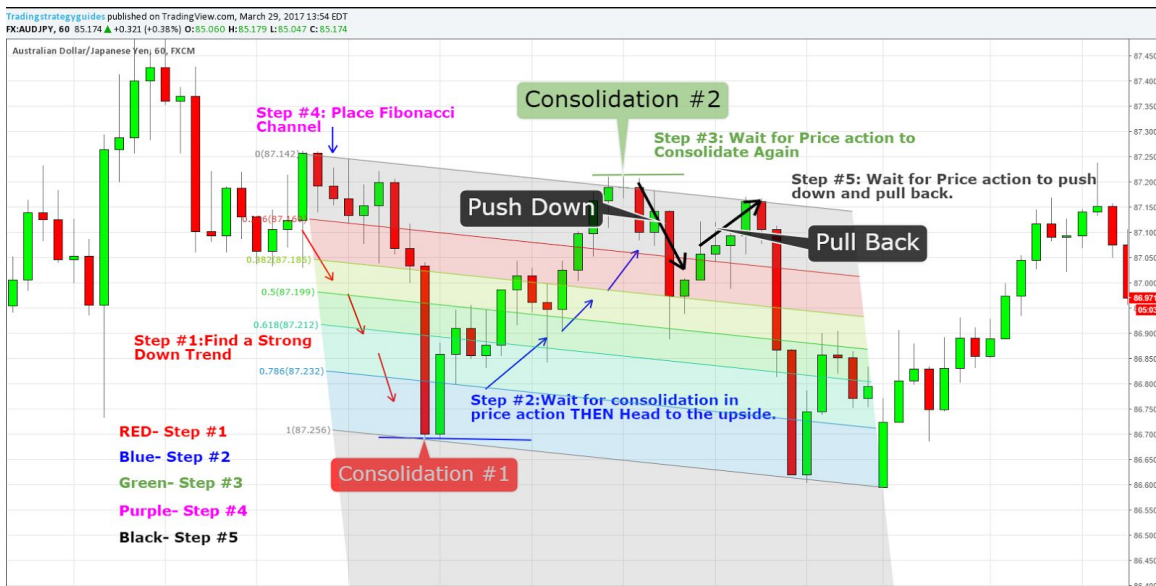 Tradingstrategyguides published on TradingView.com, March 29, 2017 13:54 EDT
FX:AUDJPY, 60 85.174 ▲ +0.321 (+0.38%) O:85.060 H:85.179 L:85.047 C:85.174
Australian Dollar/Japanese Yen, 60, FXCM
Consolidation #2
Step #4: Place Fibonacci
Channel
Step #3: Wait for Price action to
Consolidate Again
0(87.142)
Step #5: Wait for Price action to push
down and pull back.
Push Down
Pull Back
0.382(87.185)
0.5(87.199)
0.618(87.212)
Step #1:Find a Strong
Down Trend
0.786(87.232)
Step #2:Wait for consolidation in
price action THEN Head to the upside.
1(87.256)
Consolidation #1
RED- Step #1
Blue- Step #2
Green- Step #3
Purple- Step #4
Black- Step #5
87.450
87.400
87.350
87.300
87.250
87.200
87.150
87.100
87.050
87.000
86.971
05:03
86.900
86.850
86.800
86.750
86.700
86.650
86.600
86.550
86.500
86.450